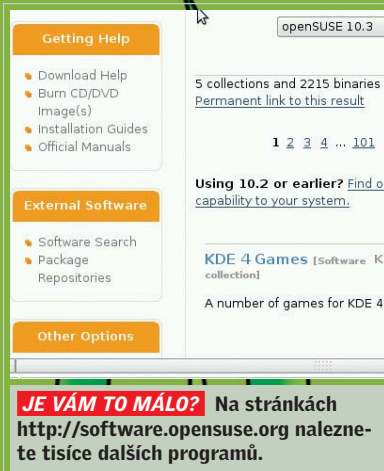 Getting Help
Download Help
Burn CD/DVD
Image(s)
Installation Guides
Official Manuals
External Software
Software Search
Package
Repositories
Other Options
openSUSE 10.3
5 collections and 2215 binaries
Permanent link to this result
1 2 3 4 ... 101
Using 10.2 or earlier? Find
capability to your system.
KDE 4 Games [Software
collection]
A number of games for KDE 4
JE VÁM TO MÁLO? Na stránkách
http://software.opensuse.org nalezne-
te tisíce dalších programů.